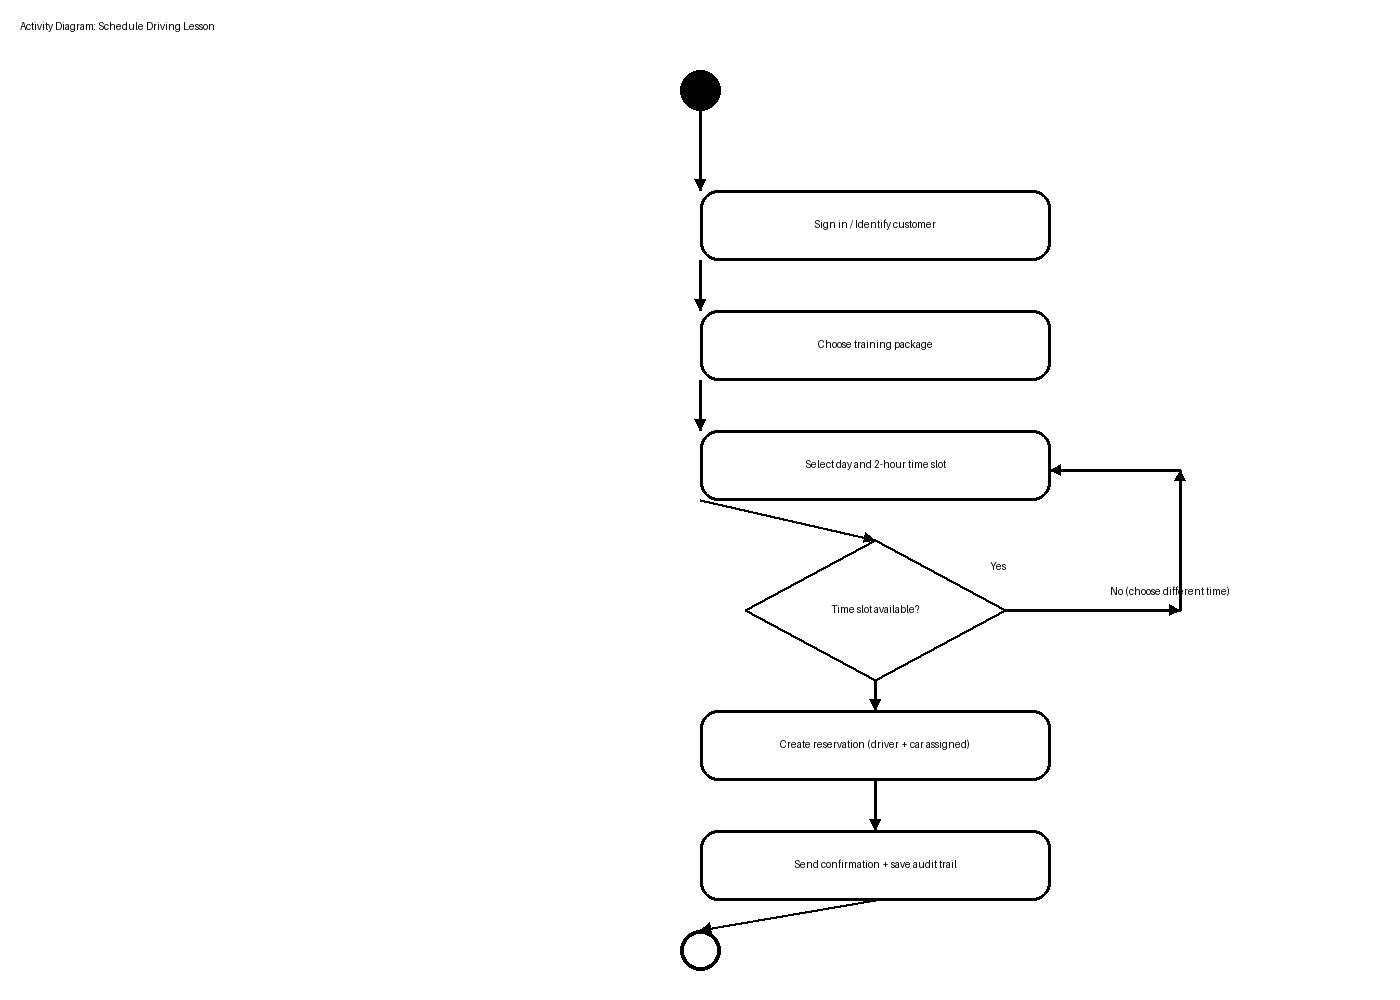 Activity Diagram: Schedule Driving Lesson
Sign in / Identify customer
Choose training package
Select day and 2-hour time slot
Yes
No (choose different time)
Time slot available?
Create reservation (driver + car assigned)
Send confirmation + save audit trail